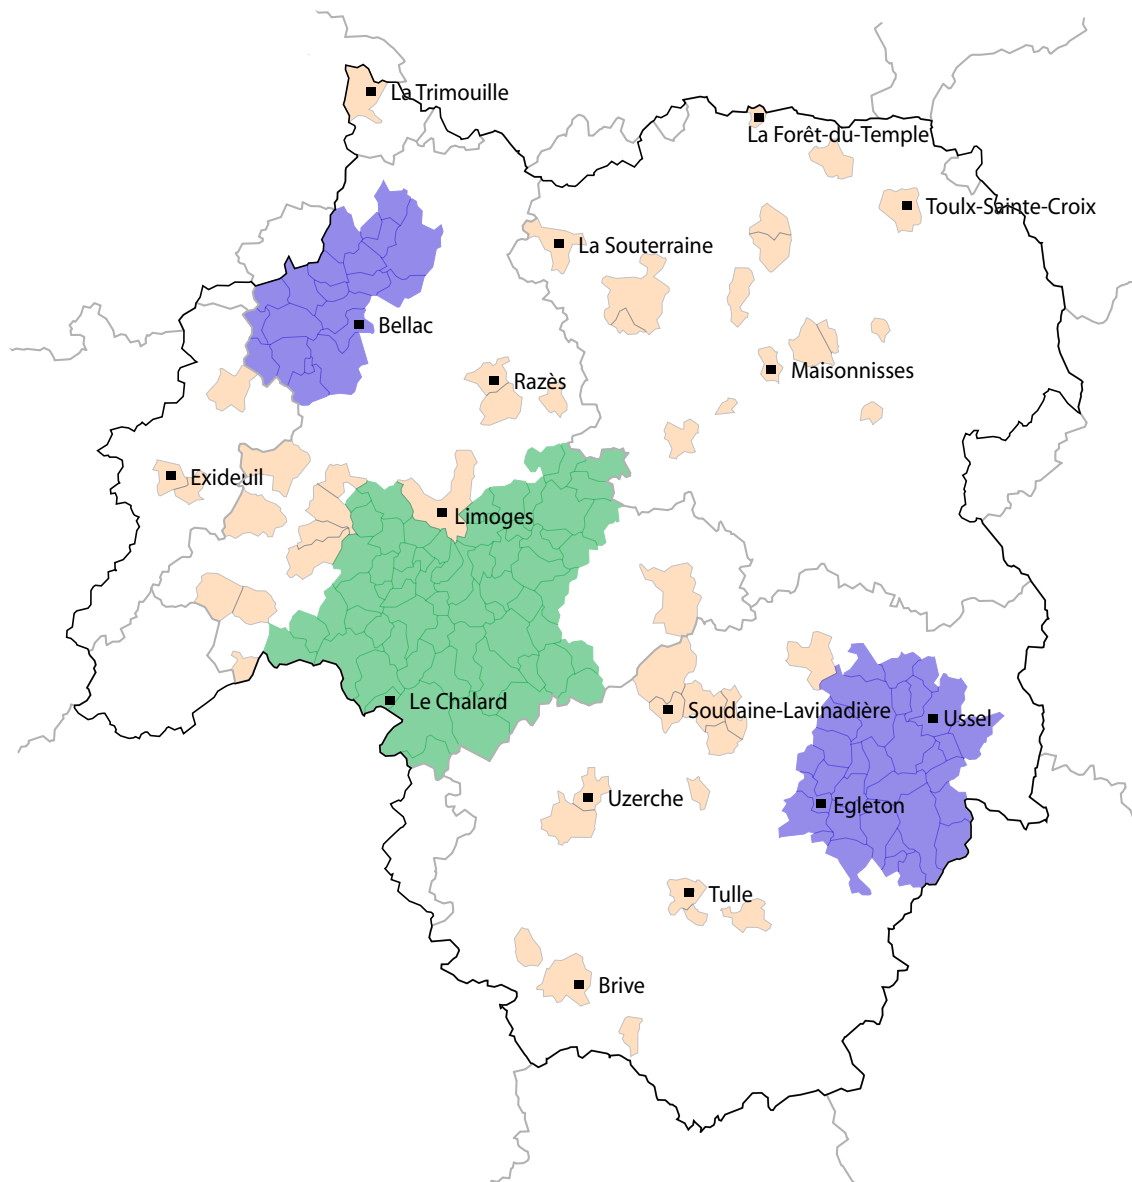 La Trimouille
La Forêt-du-Temple
Toulx-Sainte-Croix
La Souterraine
Bellac
Maisonnisses
Razès
Exideuil
Limoges
Le Chalard
Soudaine-Lavinadière
Ussel
Uzerche
Egleton
Tulle
Brive